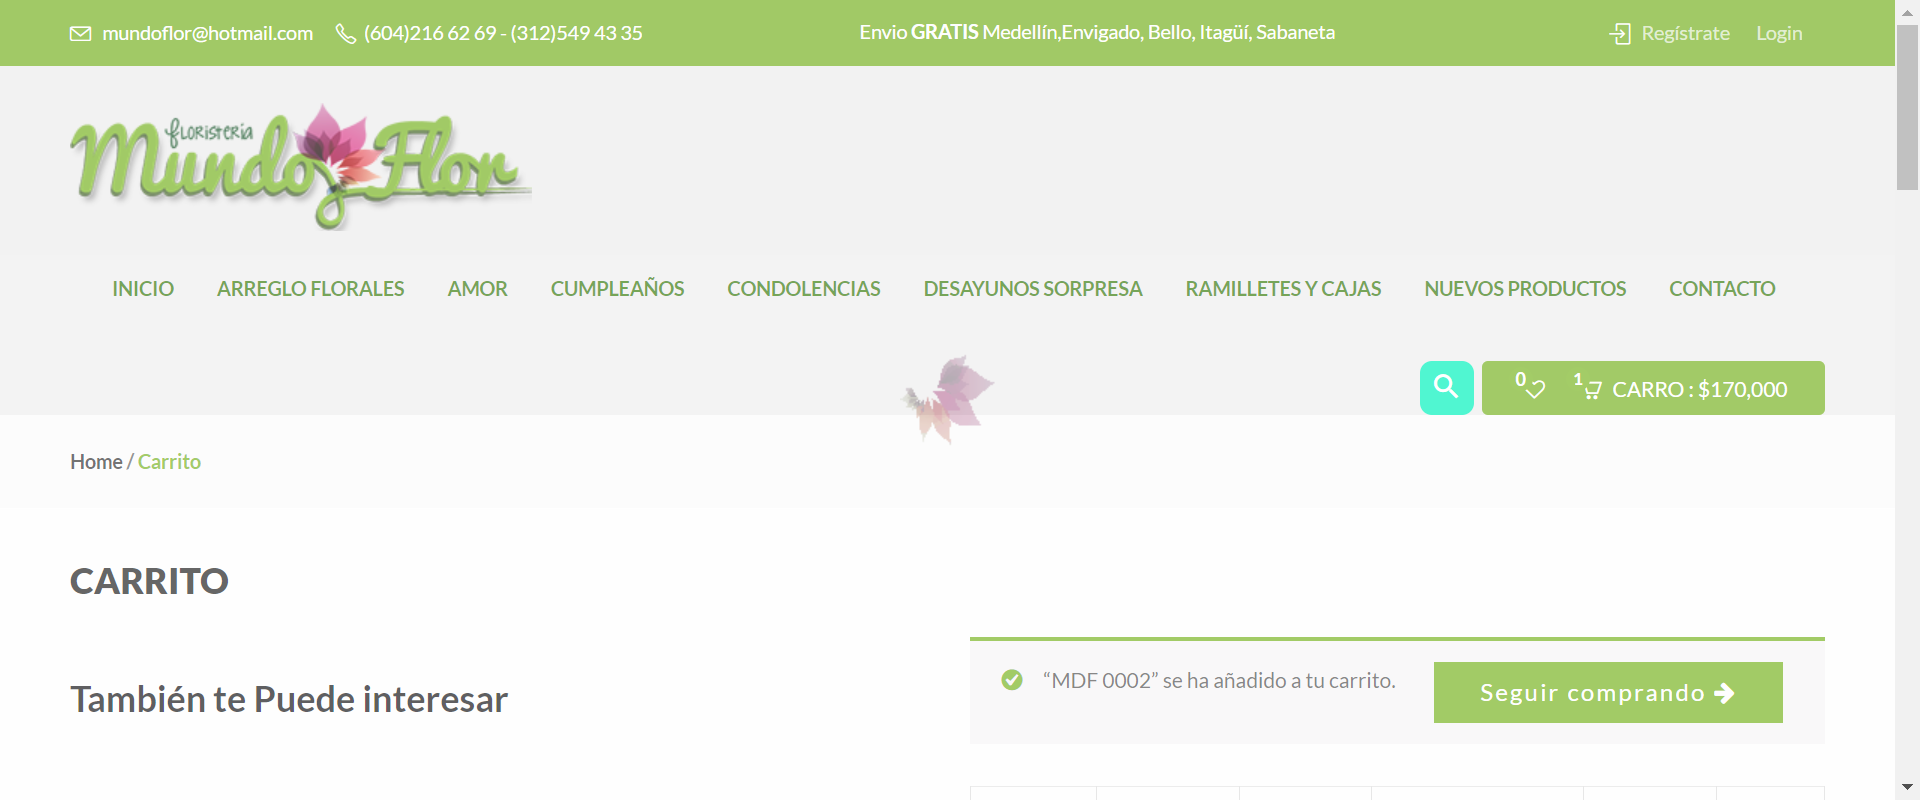 mundoflor@hotmail.com
(604)216 62 69 - (312)549 43 35
Envio GRATIS Medellín,Envigado, Bello, Itagüí, Sabaneta
Regístrate
Login
floristeria
Mundo Flor
INICIO
ARREGLO FLORALES
AMOR
CUMPLEAÑOS
CONDOLENCIAS
DESAYUNOS SORPRESA
RAMILLETES Y CAJAS
NUEVOS PRODUCTOS
CONTACTO
0
1
CARRO : $170,000
Home / Carrito
CARRITO
También te Puede interesar
“MDF 0002” se ha añadido a tu carrito.
Seguir comprando